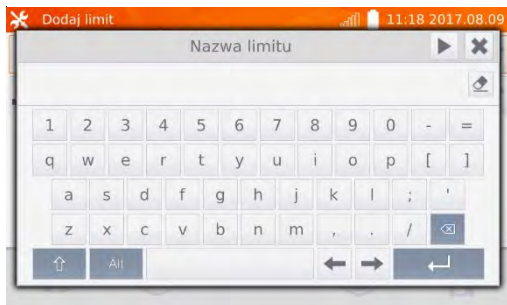 Dodaj limit 11:18 2017.08.09
Nazwa limitu
1 2 3 4 5 6 7 8 9 0 - =
q w e r t y u i o p [ ]
a s d f g h j k l ; '
z x c v b n m , . /
Alt